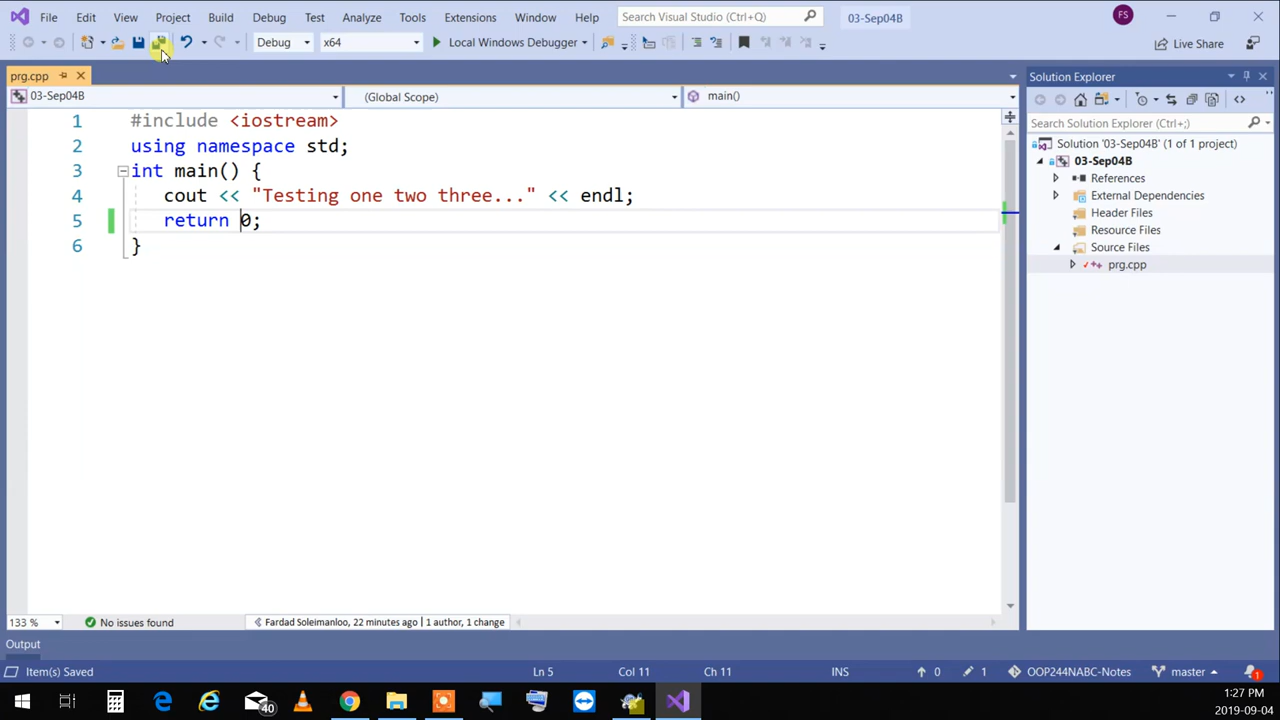 File Edit View Project Build Debug Test Analyze Tools Extensions Window Help Search Visual Studio (Ctrl+Q) 03-Sep04B FS
Debug x64 Local Windows Debugger Live Share
prg.cpp
Solution Explorer
03-Sep04B (Global Scope) main()
Search Solution Explorer (Ctrl+;)
Solution '03-Sep04B' (1 of 1 project)
03-Sep04B
References
External Dependencies
Header Files
Resource Files
Source Files
prg.cpp
1 #include <iostream>
2 using namespace std;
3 int main() {
4 cout << "Testing one two three..." << endl;
5 return 0;
6 }
133 % No issues found Fardad Soleimanloo, 22 minutes ago | 1 author, 1 change
Output
Item(s) Saved Ln 5 Col 11 Ch 11 INS 0 1 OOP244NABC-Notes master 1
40
1:27 PM
2019-09-04